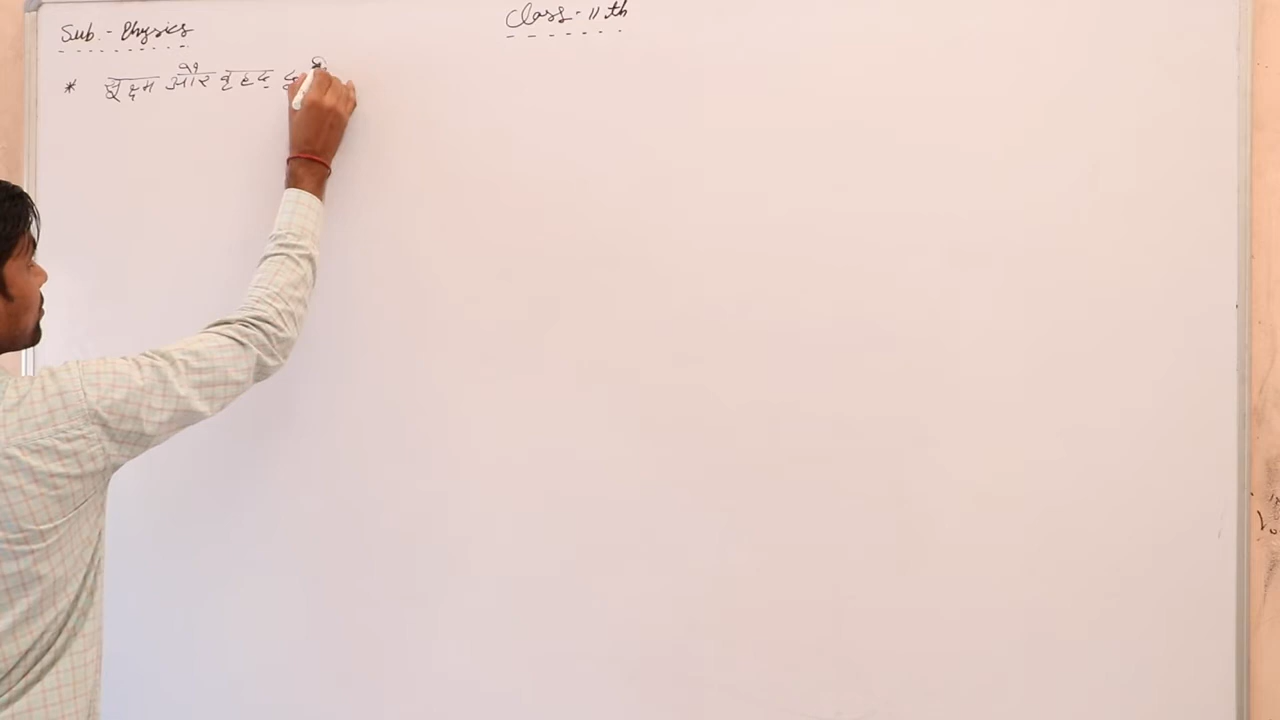 Sub. - Physics
Class - 11th
* सूक्ष्म और वृहद